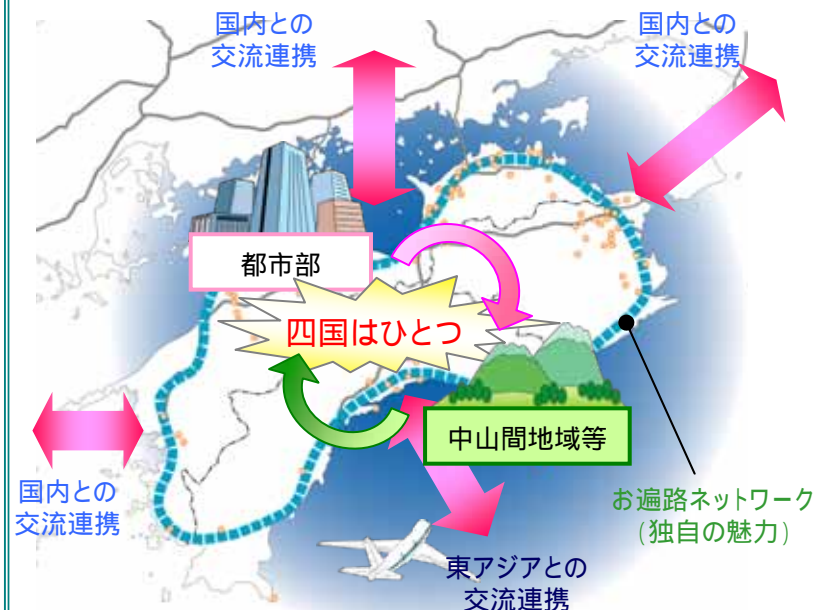 国内との
交流連携
国内との
交流連携
都市部
四国はひとつ
中山間地域等
国内との
交流連携
お遍路ネットワーク
(独自の魅力)
東アジアとの
交流連携